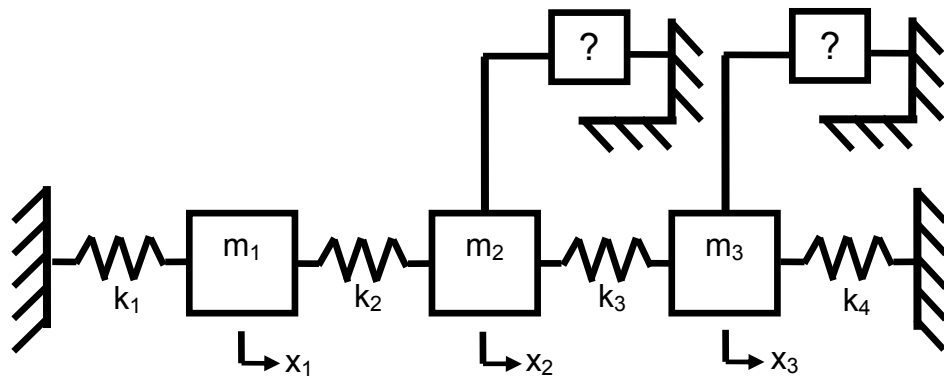 ? ?
m₁ m₂ m₃
k₁ k₂ k₃ k₄
x₁ x₂ x₃